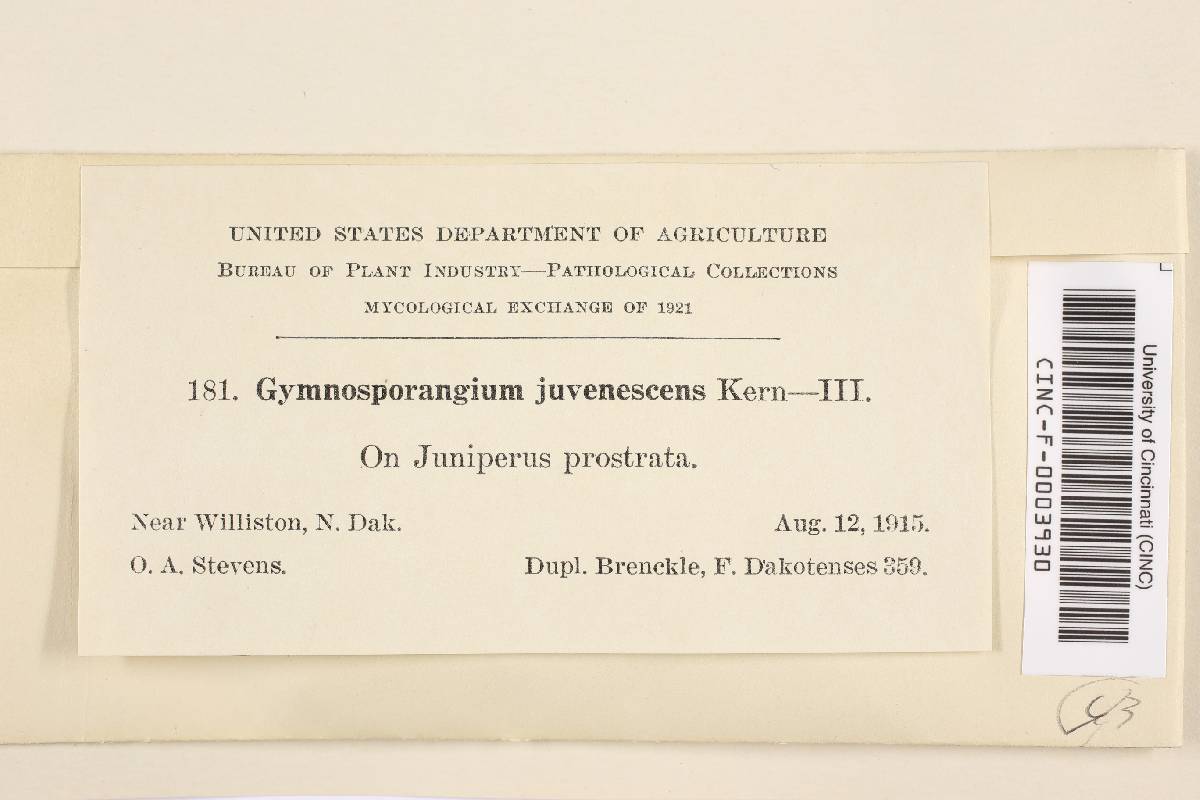 UNITED STATES DEPARTMENT OF AGRICULTURE
BUREAU OF PLANT INDUSTRY—PATHOLOGICAL COLLECTIONS
MYCOLOGICAL EXCHANGE OF 1921
181. Gymnosporangium juvenescens Kern—III.
On Juniperus prostrata.
Near Williston, N. Dak. Aug. 12, 1915.
O. A. Stevens. Dupl. Brenckle, F. Dakotenses 359.
University of Cincinnati (CINC)
CINC-F-0003930